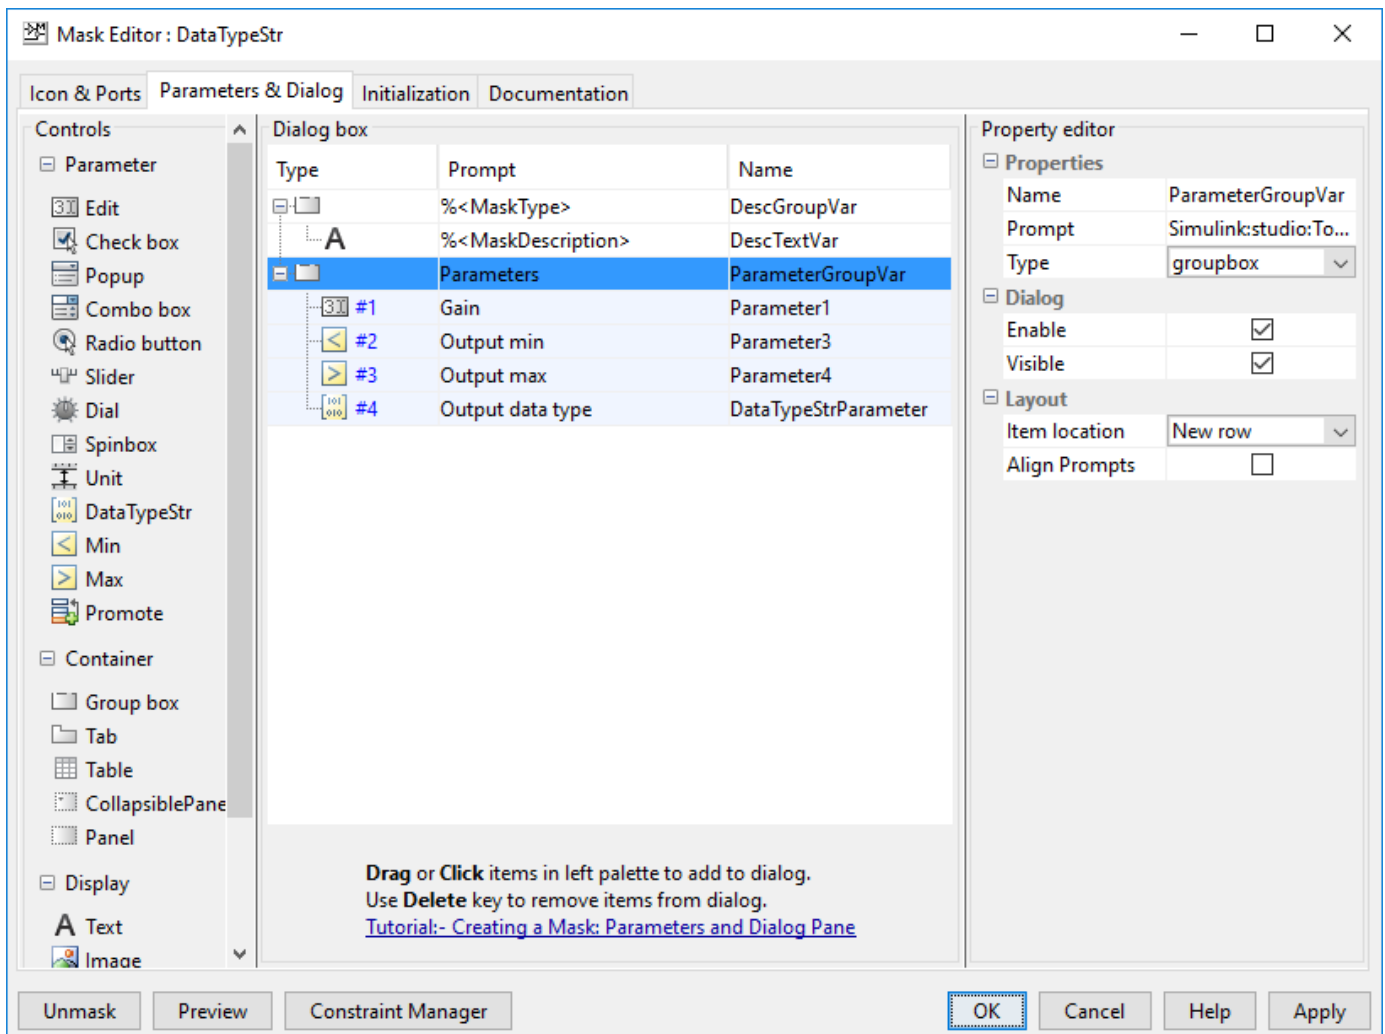 Mask Editor : DataTypeStr
Icon & Ports Parameters & Dialog Initialization Documentation
Controls
Parameter
Edit
Check box
Popup
Combo box
Radio button
Slider
Dial
Spinbox
Unit
DataTypeStr
Min
Max
Promote
Container
Group box
Tab
Table
CollapsiblePane
Panel
Display
Text
Image
Dialog box
Type Prompt Name
%<MaskType> DescGroupVar
A %<MaskDescription> DescTextVar
Parameters ParameterGroupVar
#1 Gain Parameter1
#2 Output min Parameter3
#3 Output max Parameter4
#4 Output data type DataTypeStrParameter
Drag or Click items in left palette to add to dialog.
Use Delete key to remove items from dialog.
Tutorial:- Creating a Mask: Parameters and Dialog Pane
Property editor
Properties
Name ParameterGroupVar
Prompt Simulink:studio:To...
Type groupbox
Dialog
Enable
Visible
Layout
Item location New row
Align Prompts
Unmask Preview Constraint Manager OK Cancel Help Apply